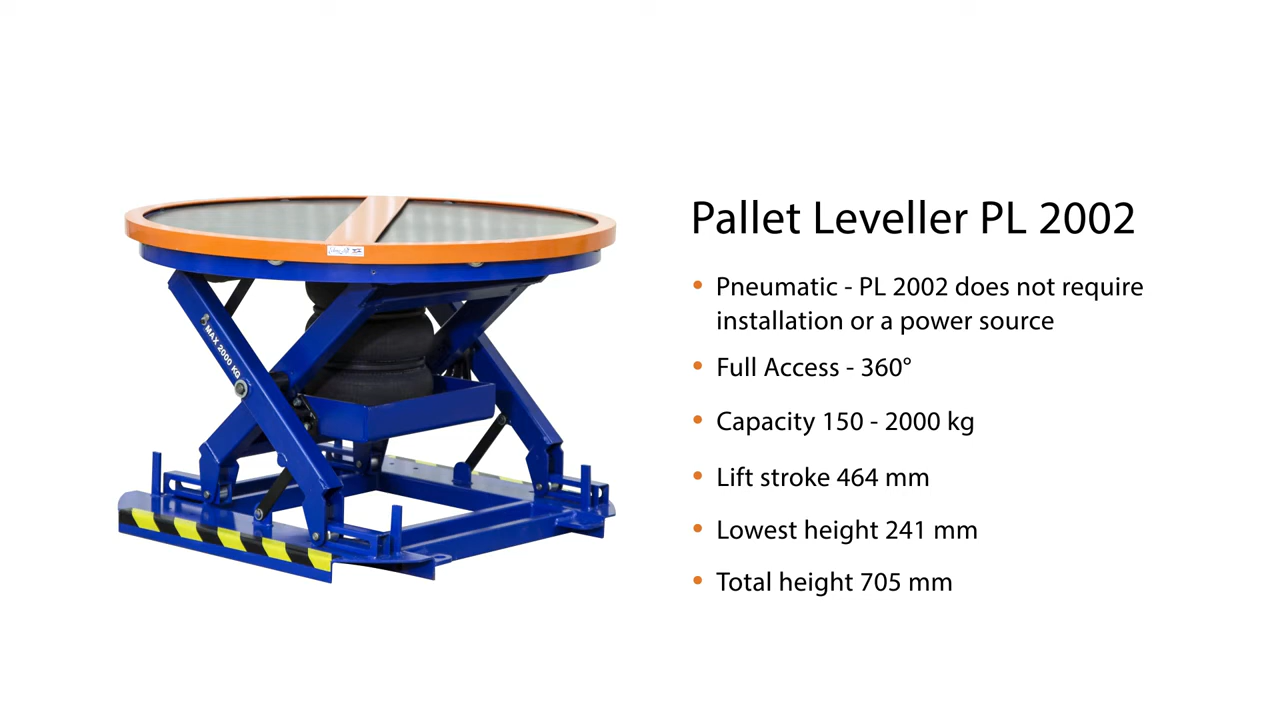 Pallet Leveller PL 2002
• Pneumatic - PL 2002 does not require
installation or a power source
• Full Access - 360°
• Capacity 150 - 2000 kg
• Lift stroke 464 mm
• Lowest height 241 mm
• Total height 705 mm
MAX 2000 KG